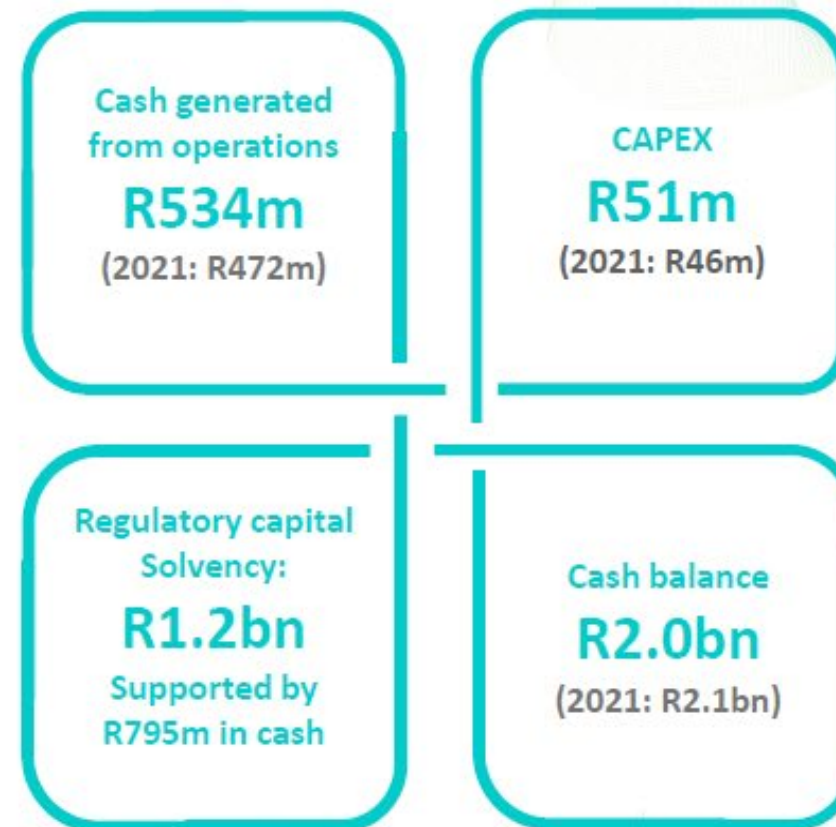 Cash generated
from operations
R534m
(2021: R472m)
CAPEX
R51m
(2021: R46m)
Regulatory capital
Solvency:
R1.2bn
Supported by
R795m in cash
Cash balance
R2.0bn
(2021: R2.1bn)